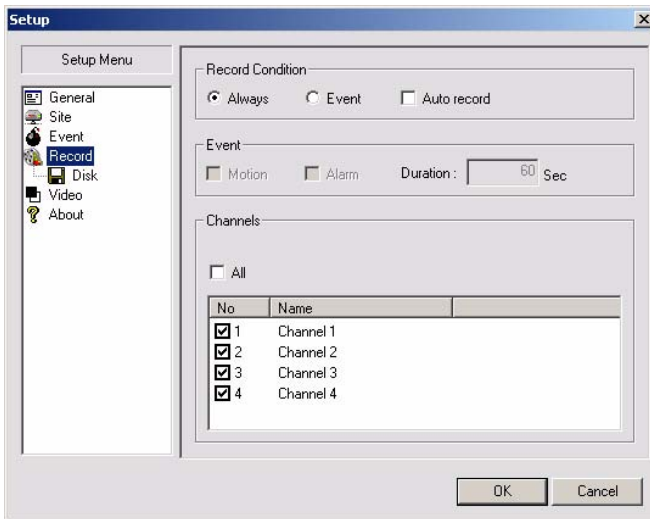 Setup
Setup Menu
General
Site
Event
Record
Disk
Video
About
Record Condition
Always Event Auto record
Event
Motion Alarm Duration : 60 Sec
Channels
All
No Name
1 Channel 1
2 Channel 2
3 Channel 3
4 Channel 4
OK Cancel